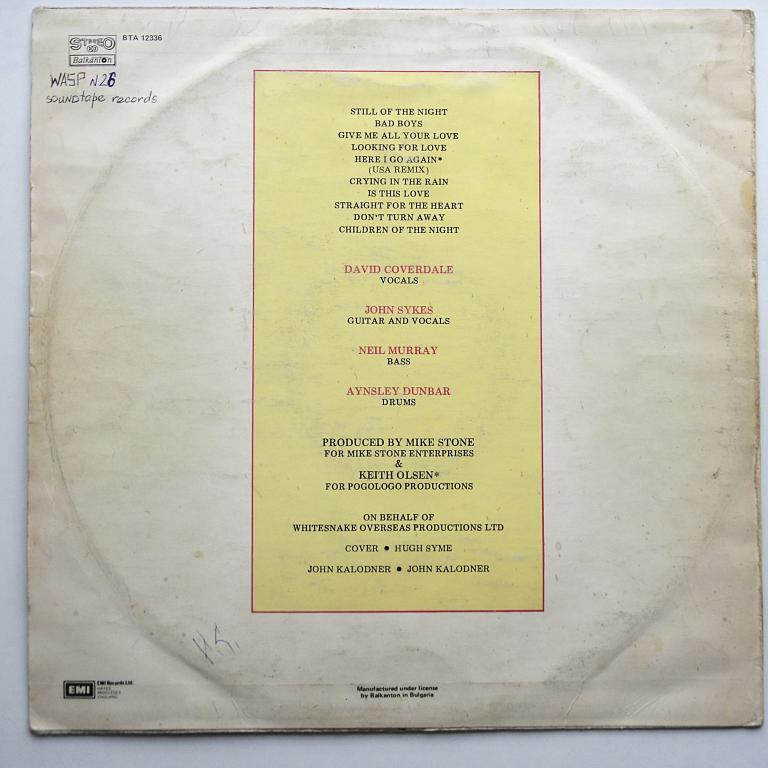 STEREO
Balkanton
BTA 12336
WASP N26
SOUNDtape records
STILL OF THE NIGHT
BAD BOYS
GIVE ME ALL YOUR LOVE
LOOKING FOR LOVE
HERE I GO AGAIN*
(USA REMIX)
CRYING IN THE RAIN
IS THIS LOVE
STRAIGHT FOR THE HEART
DON'T TURN AWAY
CHILDREN OF THE NIGHT
DAVID COVERDALE
VOCALS
JOHN SYKES
GUITAR AND VOCALS
NEIL MURRAY
BASS
AYNSLEY DUNBAR
DRUMS
PRODUCED BY MIKE STONE
FOR MIKE STONE ENTERPRISES
&
KEITH OLSEN*
FOR POGOLOGO PRODUCTIONS
ON BEHALF OF
WHITESNAKE OVERSEAS PRODUCTIONS LTD
COVER ● HUGH SYME
JOHN KALODNER ● JOHN KALODNER
EMI
EMI Records Ltd.
HAYES
MIDDLESEX
ENGLAND
Manufactured under license
by Balkanton in Bulgaria